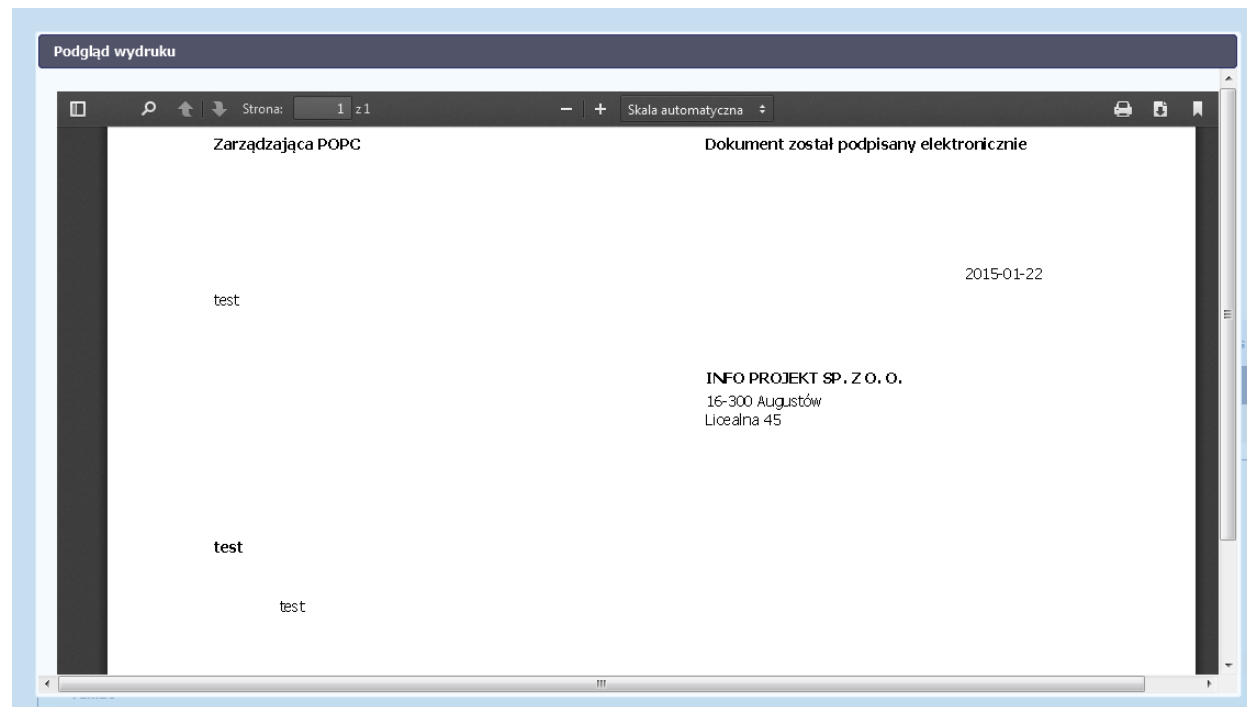 Podgląd wydruku
Strona: 1 z 1
Skala automatyczna
Zarządzająca POPC
Dokument został podpisany elektronicznie
2015-01-22
test
INFO PROJEKT SP. Z O. O.
16-300 Augustów
Licealna 45
test
test